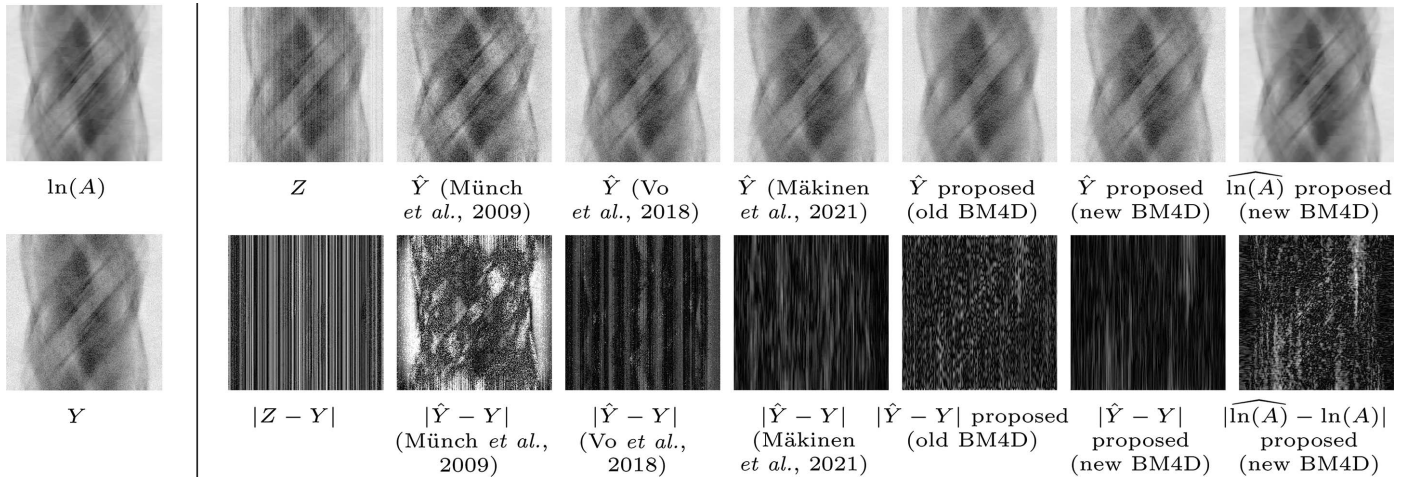 ln(A)
Z
Ŷ (Münch
et al., 2009)
Ŷ (Vo
et al., 2018)
Ŷ (Mäkinen
et al., 2021)
Ŷ proposed
(old BM4D)
Ŷ proposed
(new BM4D)
\widehat{ln(A)} proposed
(new BM4D)
Y
|Z − Y|
|Ŷ − Y|
(Münch et al.,
2009)
|Ŷ − Y|
(Vo et al.,
2018)
|Ŷ − Y|
(Mäkinen
et al., 2021)
|Ŷ − Y| proposed
(old BM4D)
|Ŷ − Y|
proposed
(new BM4D)
|\widehat{ln(A)} − ln(A)|
proposed
(new BM4D)